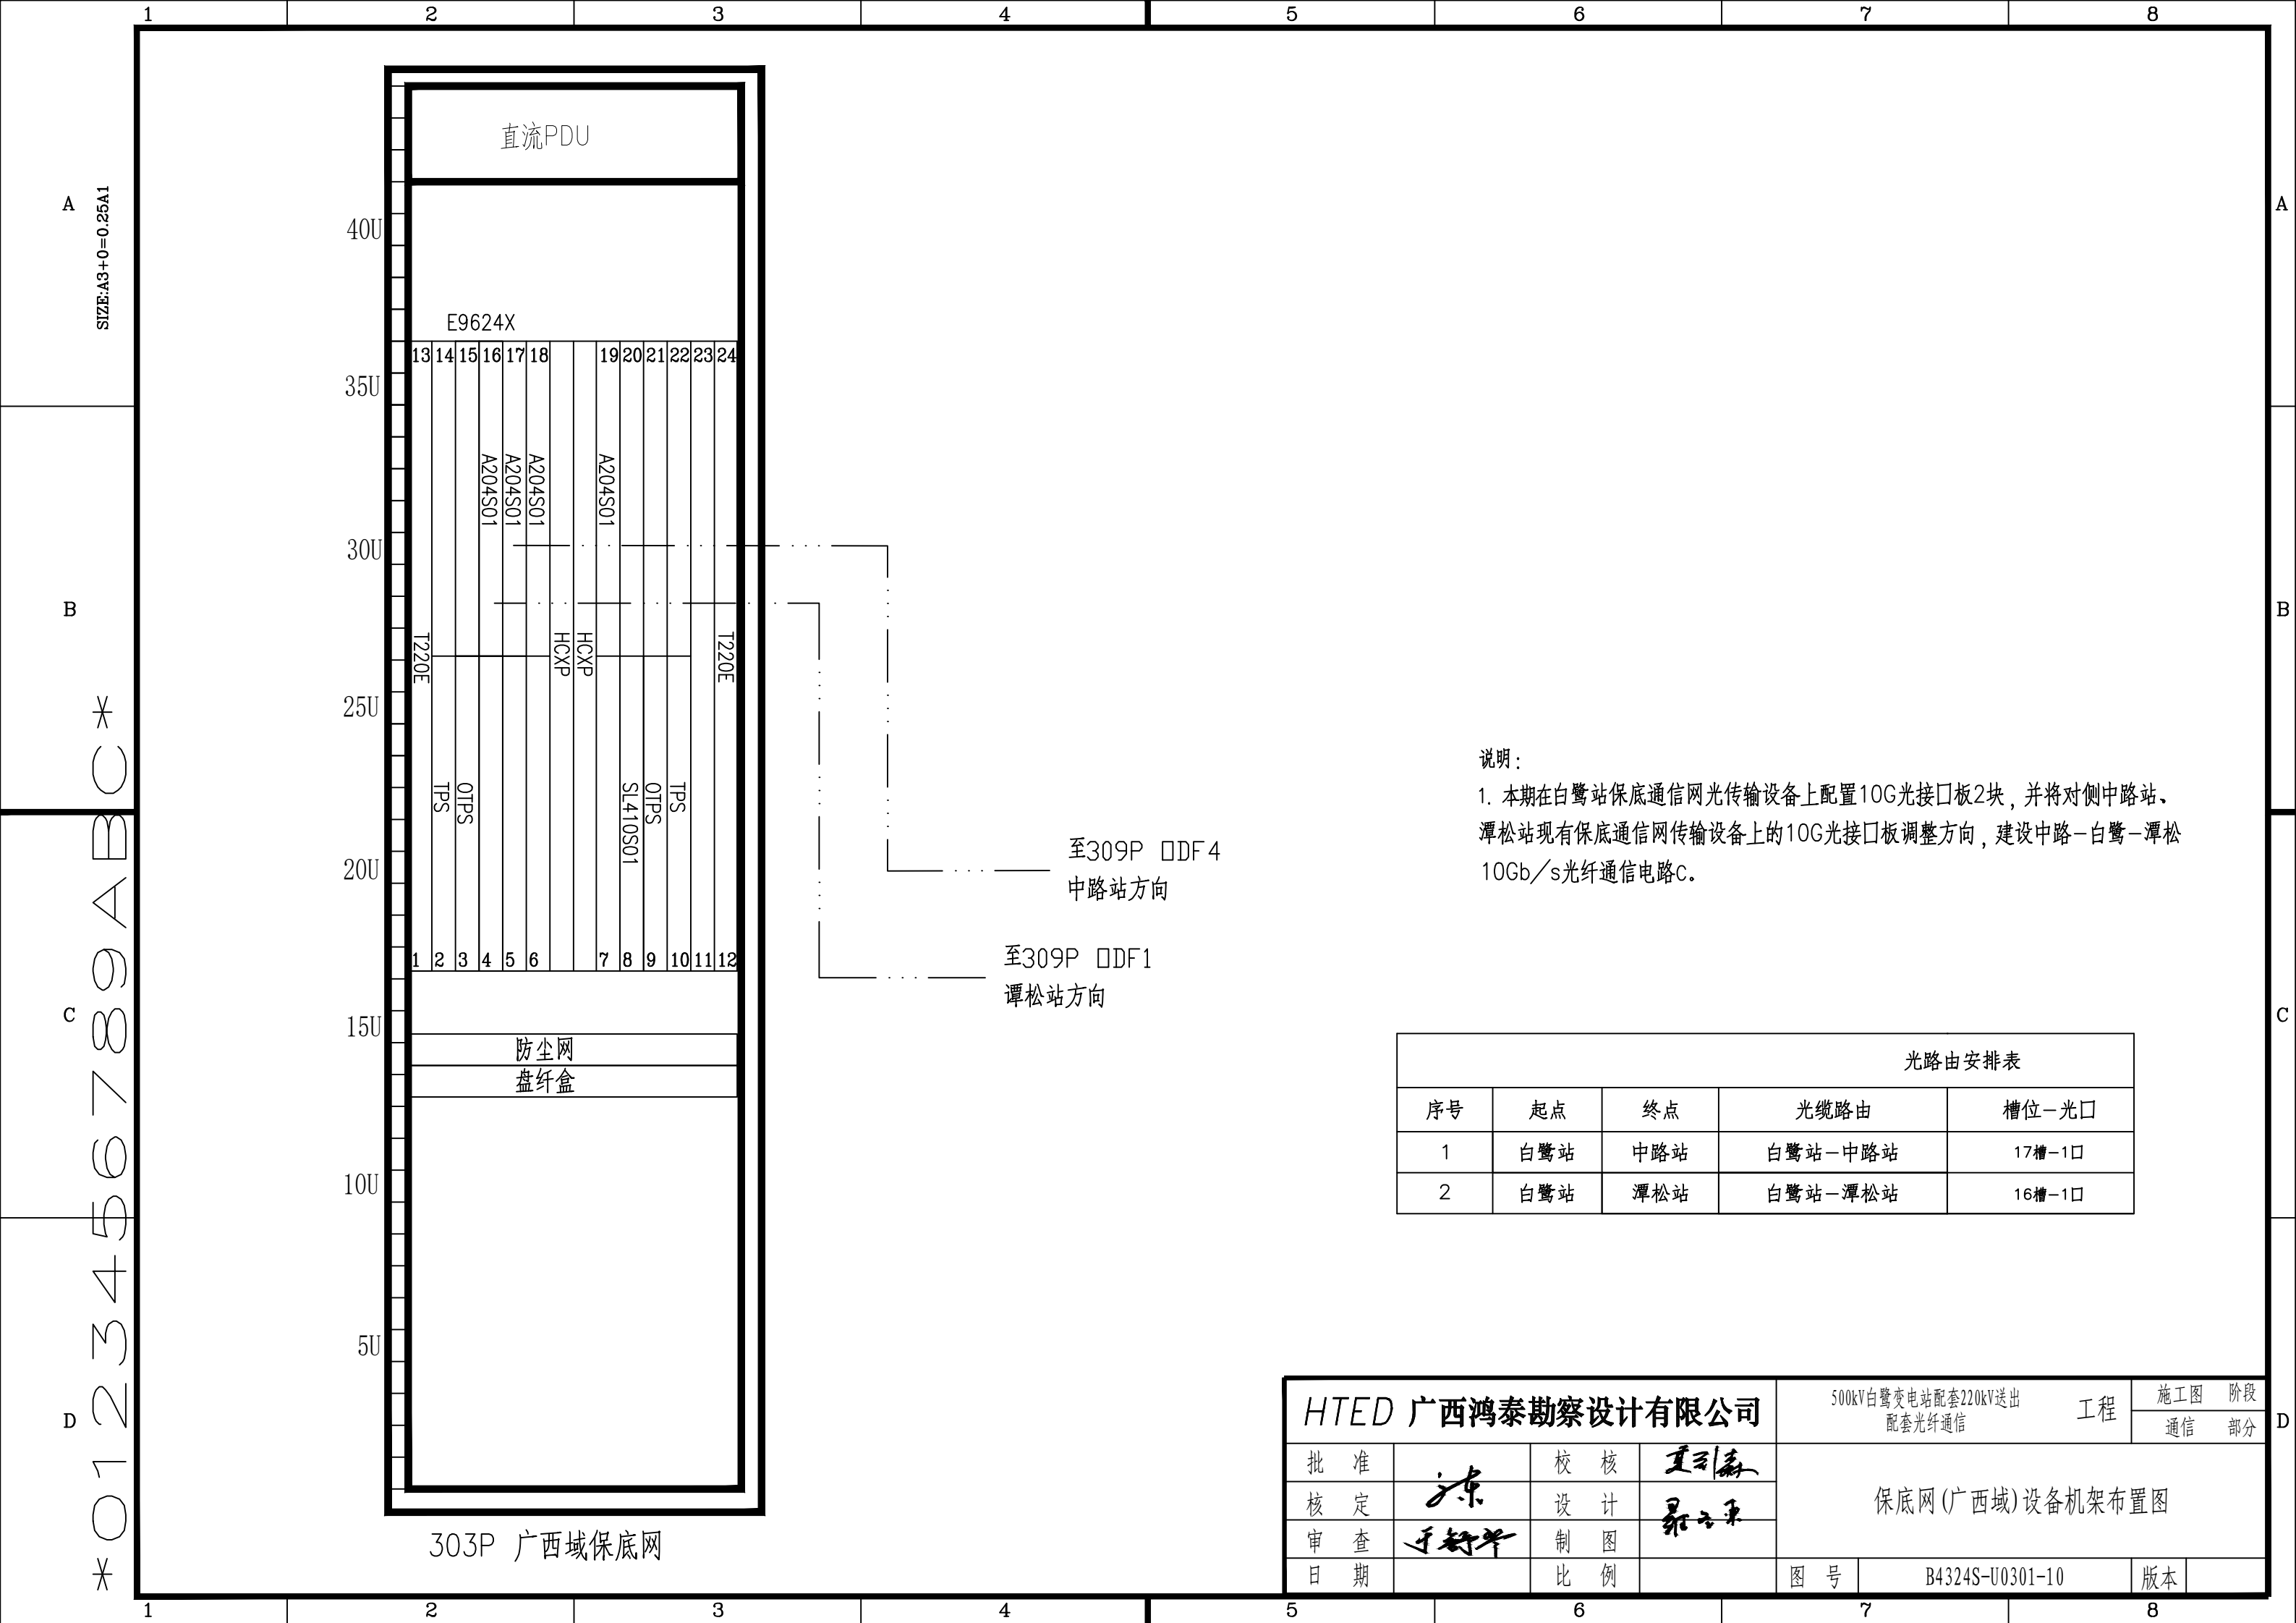 1 2 3 4 5 6 7 8
A
SIZE:A3+0=0.25A1
A
B
B
C
C
D
D
*0123456789ABC*
直流PDU
40U
35U
30U
25U
20U
15U
10U
5U
E9624X
13 14 15 16 17 18 19 20 21 22 23 24
A204S01 A204S01 A204S01 A204S01
T220E HCXP HCXP T220E
TPS OTPS SL410S01 OTPS TPS
1 2 3 4 5 6 7 8 9 10 11 12
防尘网
盘纤盒
303P 广西域保底网
至309P ODF4
中路站方向
至309P ODF1
谭松站方向
说明：
1. 本期在白鹭站保底通信网光传输设备上配置10G光接口板2块，并将对侧中路站、
潭松站现有保底通信网传输设备上的10G光接口板调整方向，建设中路-白鹭-潭松
10Gb/s光纤通信电路c。
光路由安排表
序号 起点 终点 光缆路由 槽位-光口
1 白鹭站 中路站 白鹭站-中路站 17槽-1口
2 白鹭站 潭松站 白鹭站-潭松站 16槽-1口
HTED 广西鸿泰勘察设计有限公司
500kV白鹭变电站配套220kV送出
配套光纤通信
工程
施工图 阶段
通信 部分
批 准 校 核
核 定 设 计
审 查 制 图
日 期 比 例
保底网(广西域)设备机架布置图
图 号 B4324S-U0301-10 版本
1 2 3 4 5 6 7 8